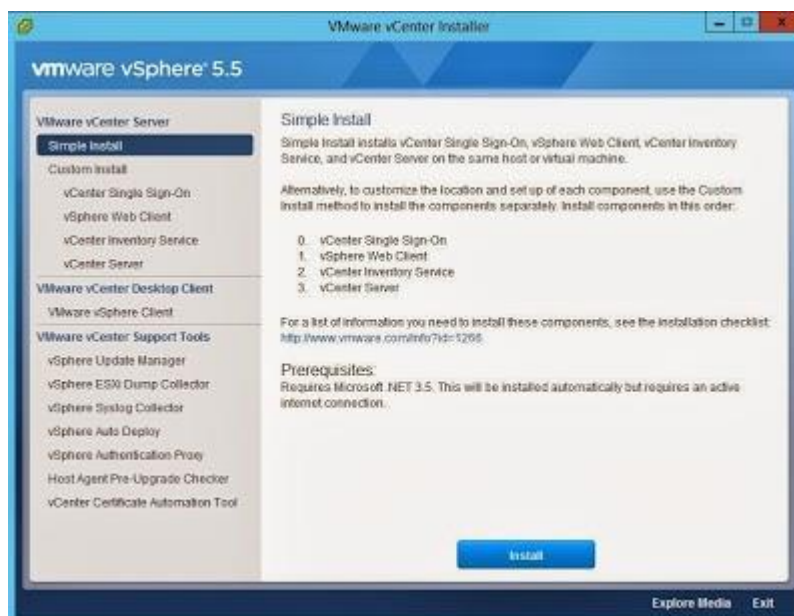 VMware vCenter Installer
vmware vSphere® 5.5
VMware vCenter Server
Simple Install
Custom Install
vCenter Single Sign-On
vSphere Web Client
vCenter Inventory Service
vCenter Server
VMware vCenter Desktop Client
VMware vSphere Client
VMware vCenter Support Tools
vSphere Update Manager
vSphere ESXi Dump Collector
vSphere Syslog Collector
vSphere Auto Deploy
vSphere Authentication Proxy
Host Agent Pre-Upgrade Checker
vCenter Certificate Automation Tool
Simple Install
Simple Install installs vCenter Single Sign-On, vSphere Web Client, vCenter Inventory
Service, and vCenter Server on the same host or virtual machine.
Alternatively, to customize the location and set up of each component, use the Custom
Install method to install the components separately. Install components in this order:
0. vCenter Single Sign-On
1. vSphere Web Client
2. vCenter Inventory Service
3. vCenter Server
For a list of information you need to install these components, see the installation checklist:
http://www.vmware.com/info?id=1266
Prerequisites:
Requires Microsoft .NET 3.5. This will be installed automatically but requires an active
internet connection.
Install
Explore Media Exit